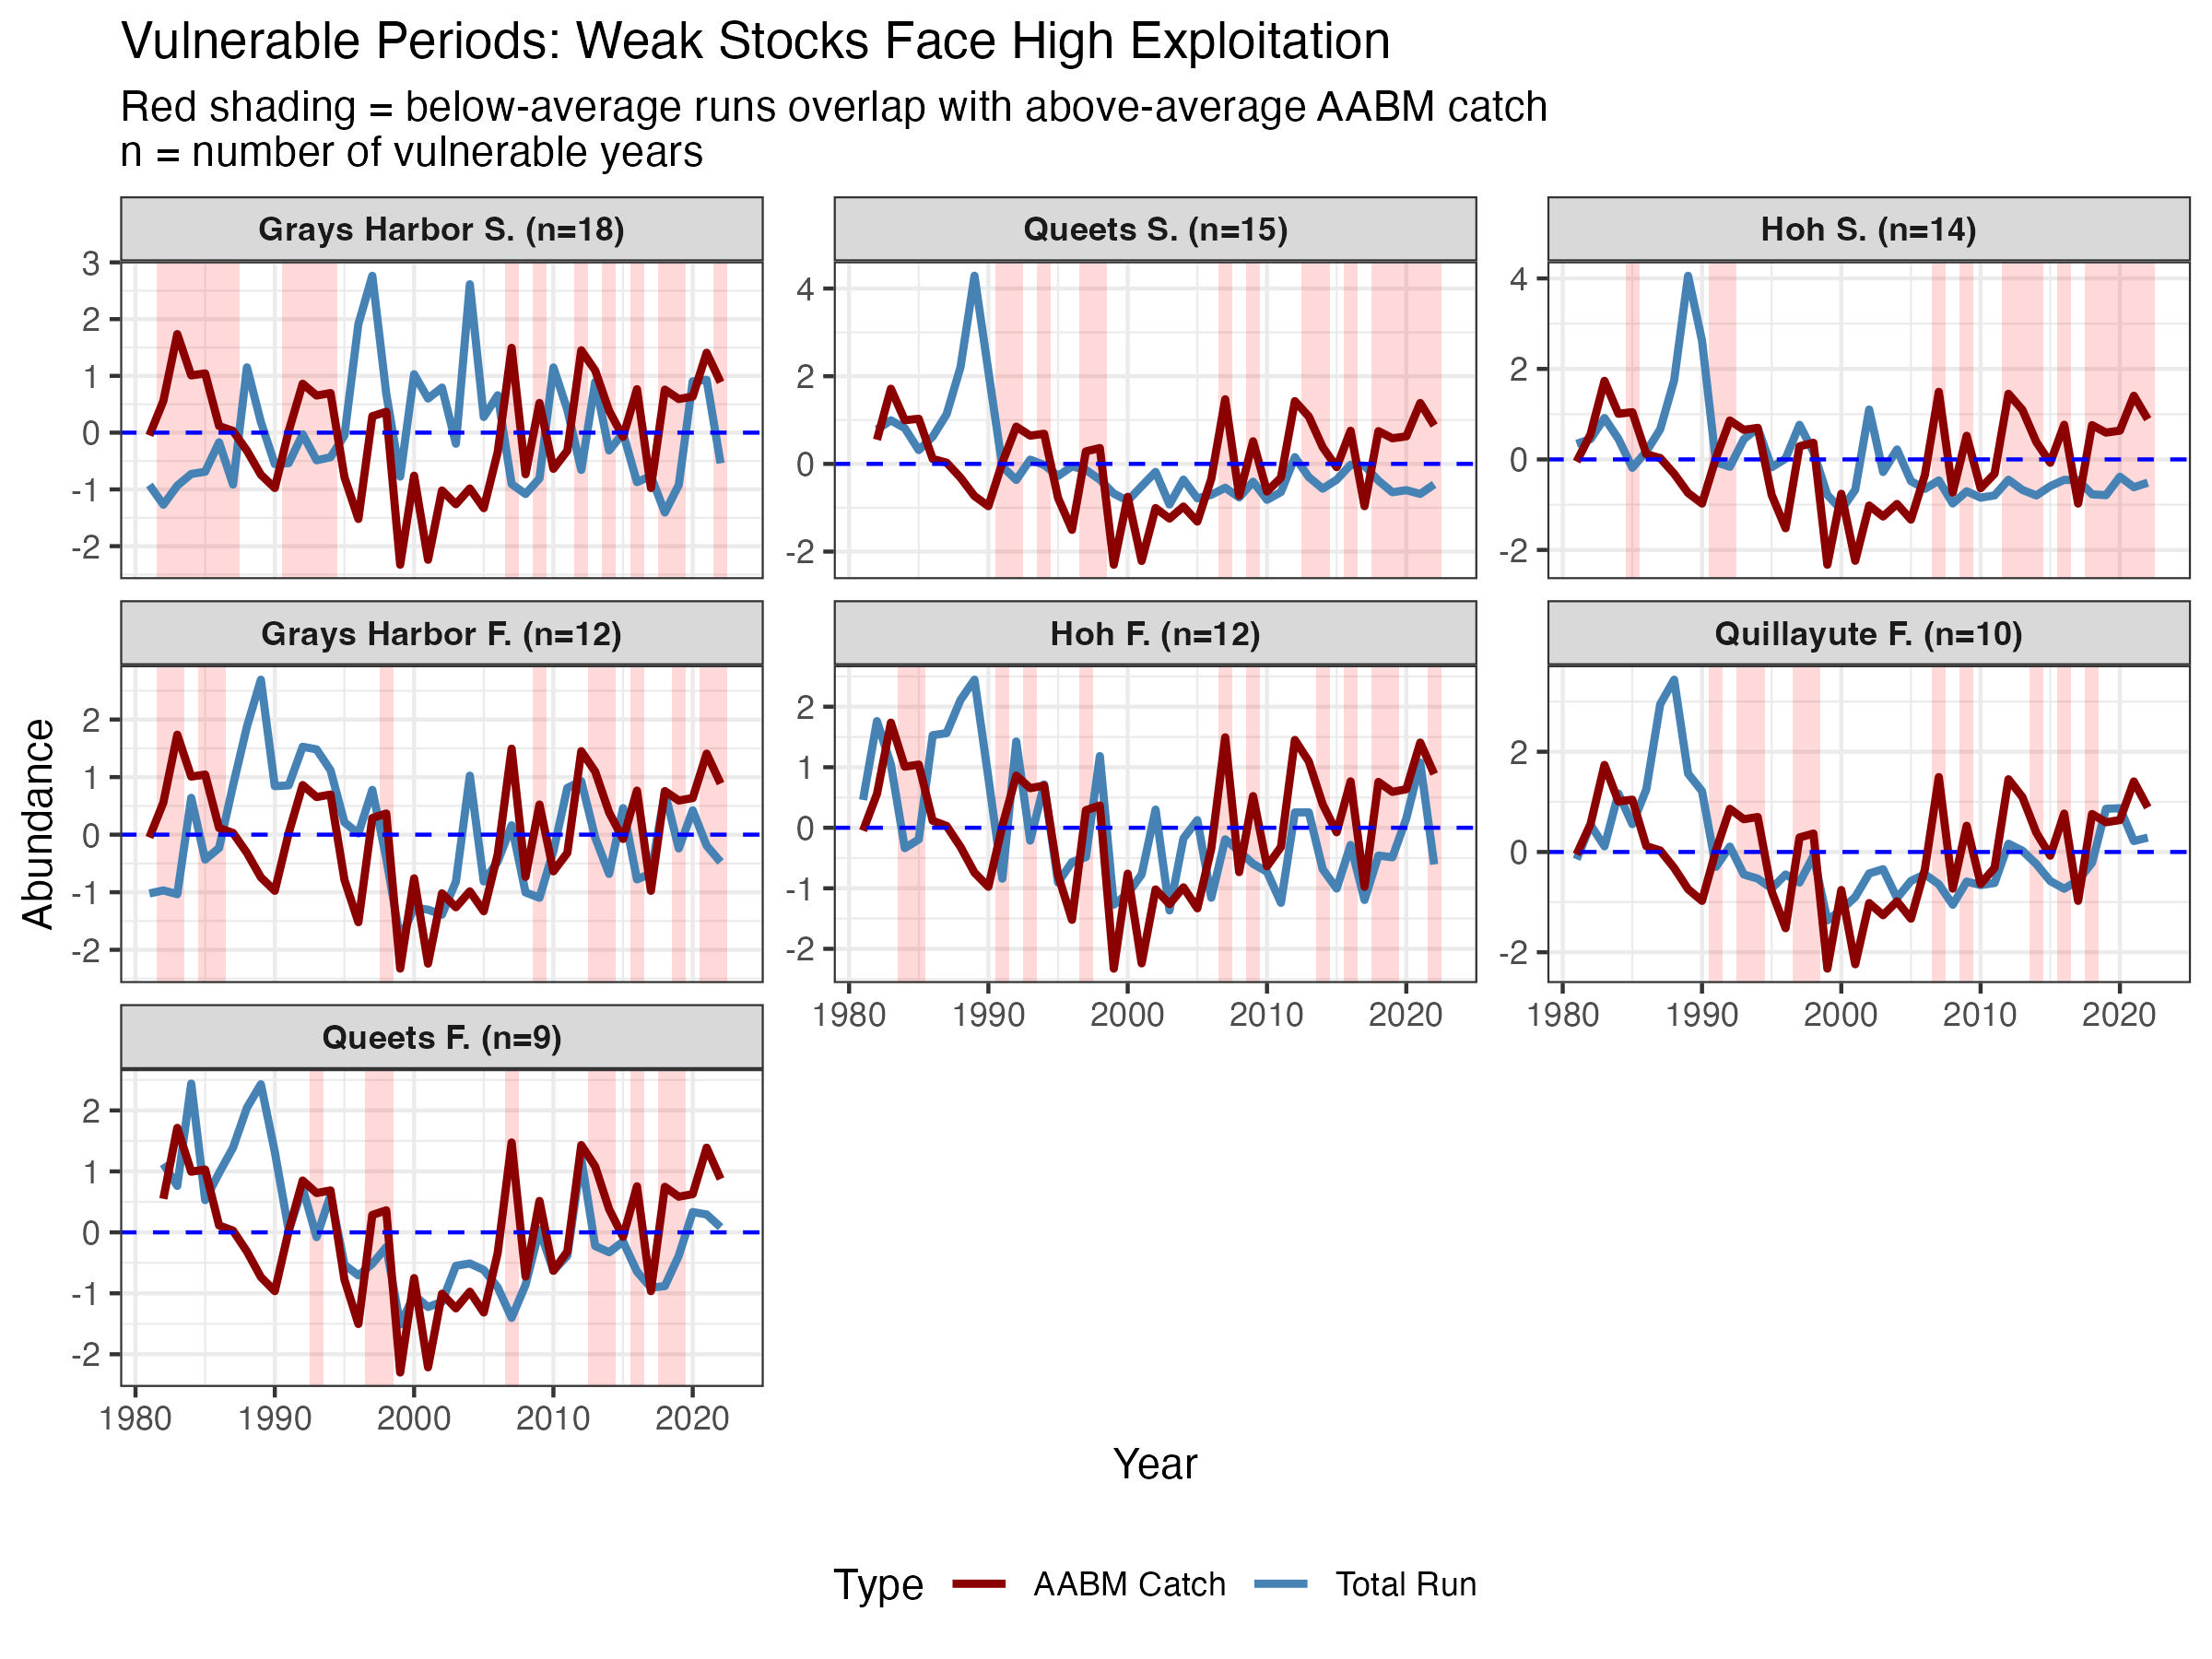 Vulnerable Periods: Weak Stocks Face High Exploitation
Red shading = below-average runs overlap with above-average AABM catch
n = number of vulnerable years
Grays Harbor S. (n=18)
3
2
1
0
-1
-2
Queets S. (n=15)
4
2
0
-2
Hoh S. (n=14)
4
2
0
-2
Grays Harbor F. (n=12)
2
1
0
-1
-2
Hoh F. (n=12)
2
1
0
-1
-2
1980 1990 2000 2010 2020
Quillayute F. (n=10)
2
0
-2
1980 1990 2000 2010 2020
Queets F. (n=9)
2
1
0
-1
-2
1980 1990 2000 2010 2020
Abundance
Year
Type AABM Catch Total Run